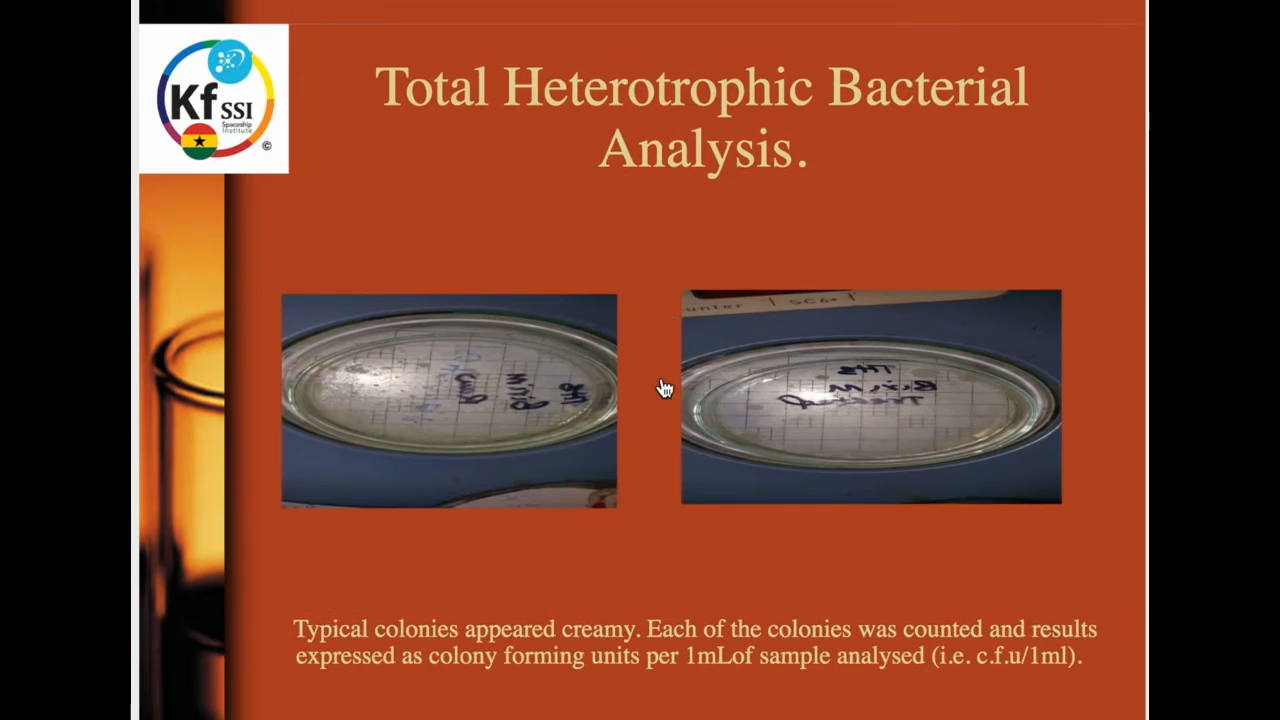 Kf SSI
Spaceship
Institute
©
Total Heterotrophic Bacterial
Analysis.
unter
Typical colonies appeared creamy. Each of the colonies was counted and results
expressed as colony forming units per 1mLof sample analysed (i.e. c.f.u/1ml).